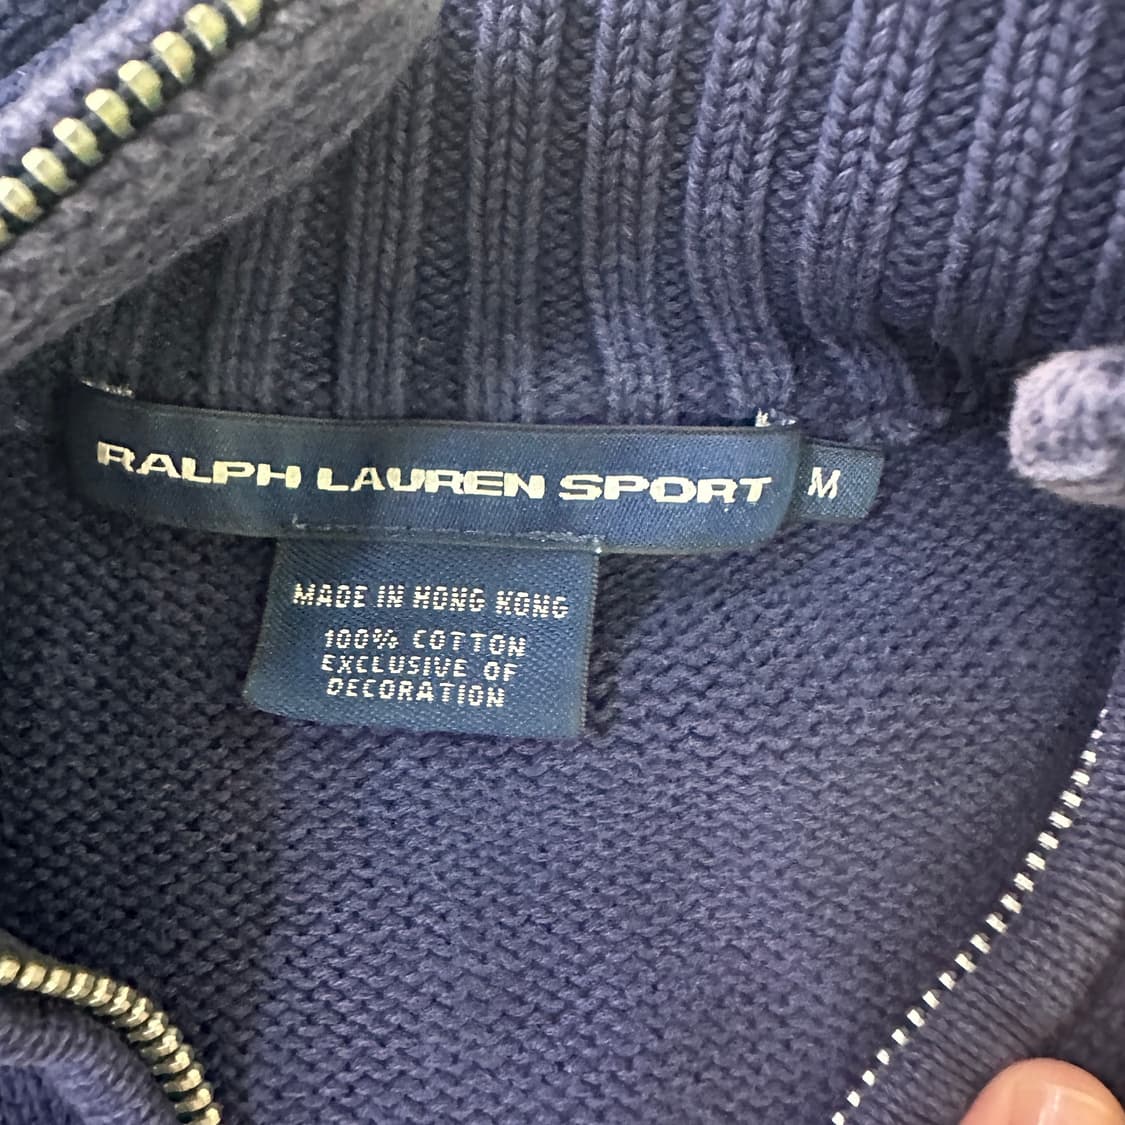 RALPH LAUREN SPORT M
MADE IN HONG KONG
100% COTTON
EXCLUSIVE OF
DECORATION